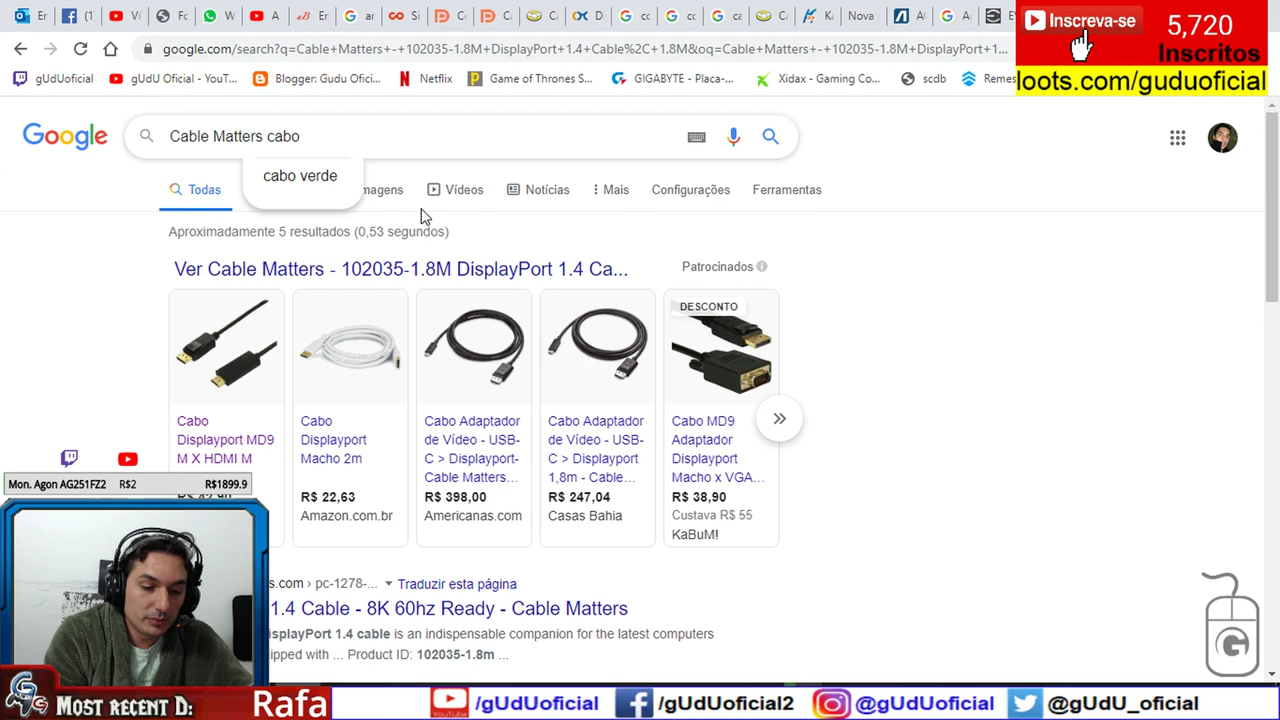 Er
(1
Ví
Fc
W
A
Er
ar
Si
Cc
Ca
Ca
D
cc
cc
ca
Er
K
Nova
Ac
A
E
google.com/search?q=Cable+Matters+-+102035-1.8M+DisplayPort+1.4+Cable%2C+1.8M&oq=Cable+Matters+-+102035-1.8M+DisplayPort+1...
gUdUoficial
gUdU Oficial - YouT...
Blogger: Gudu Ofici...
Netflix
Game of Thrones S...
GIGABYTE - Placa-...
Xidax - Gaming Co...
scdb
Remes
Inscreva-se
5,720
Inscritos
loots.com/guduoficial
Google
Cable Matters cabo
cabo verde
Todas
magens
Vídeos
Notícias
Mais
Configurações
Ferramentas
Aproximadamente 5 resultados (0,53 segundos)
Ver Cable Matters - 102035-1.8M DisplayPort 1.4 Ca...
Patrocinados
DESCONTO
Cabo
Displayport MD9
M X HDMI M
Cabo
Displayport
Macho 2m
R$ 22,63
Amazon.com.br
Cabo Adaptador
de Vídeo - USB-
C > Displayport-
Cable Matters...
R$ 398,00
Americanas.com
Cabo Adaptador
de Vídeo - USB-
C > Displayport
1,8m - Cable...
R$ 247,04
Casas Bahia
Cabo MD9
Adaptador
Displayport
Macho x VGA...
R$ 38,90
Custava R$ 55
KaBuM!
Mon. Agon AG251FZ2 R$2 R$1899.9
s.com › pc-1278-... Traduzir esta página
1.4 Cable - 8K 60hz Ready - Cable Matters
isplayPort 1.4 cable is an indispensable companion for the latest computers
ipped with ... Product ID: 102035-1.8m ...
G
Most recent D:
Rafa
/gUdUoficial
/gUdUoficial2
@gUdUoficial
@gUdU_oficial